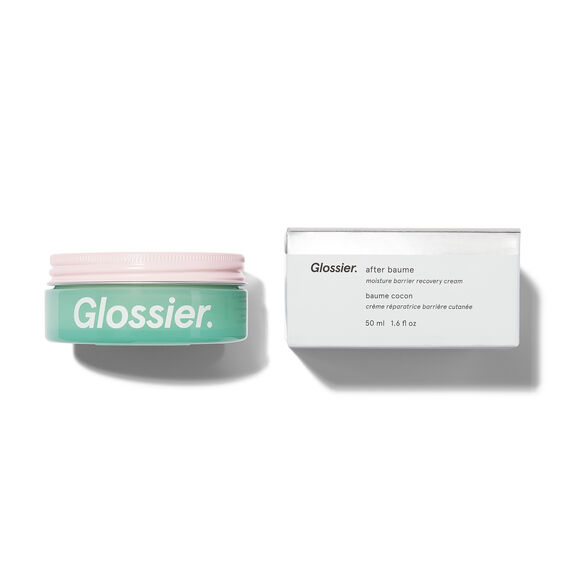 Glossier.
Glossier. after baume
moisture barrier recovery cream
baume cocon
crème réparatrice barrière cutanée
50 ml 1.6 fl oz